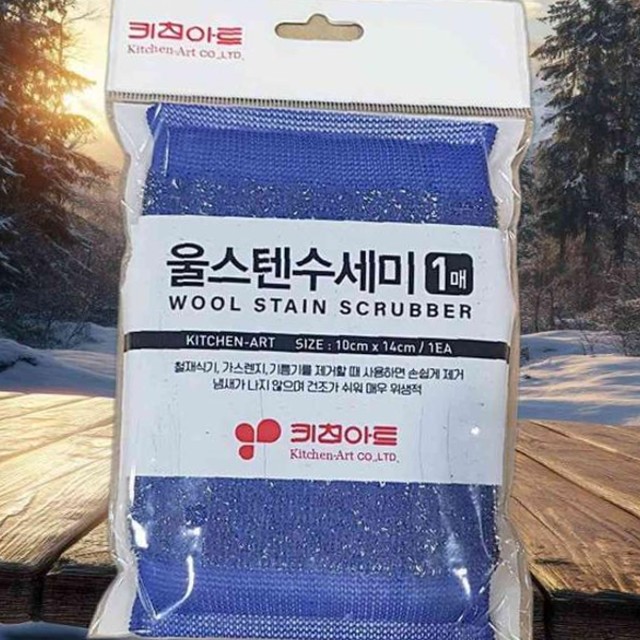 키친아트
Kitchen-Art CO.,LTD.
울스텐수세미 1매
WOOL STAIN SCRUBBER
KITCHEN-ART SIZE : 10cm x 14cm / 1EA
철재식기, 가스렌지, 기름기를 제거할 때 사용하면 손쉽게 제거
냄새가 나지 않으며 건조가 쉬워 매우 위생적
키친아트
Kitchen-Art CO.,LTD.